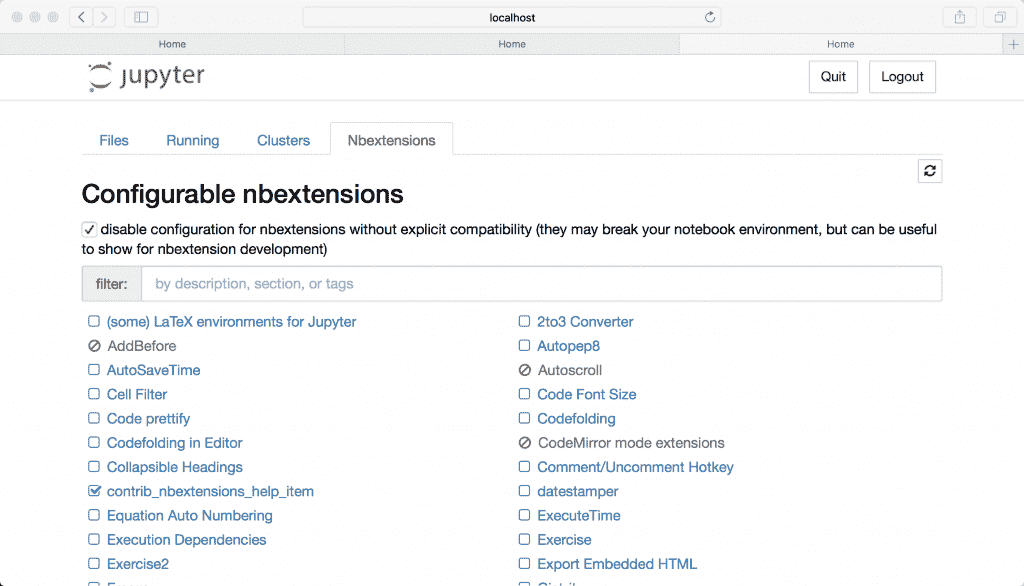 localhost
Home
Home
Home
jupyter
Quit
Logout
Files
Running
Clusters
Nbextensions
Configurable nbextensions
disable configuration for nbextensions without explicit compatibility (they may break your notebook environment, but can be useful
to show for nbextension development)
filter:
by description, section, or tags
(some) LaTeX environments for Jupyter
2to3 Converter
AddBefore
Autopep8
AutoSaveTime
Autoscroll
Cell Filter
Code Font Size
Code prettify
Codefolding
Codefolding in Editor
CodeMirror mode extensions
Collapsible Headings
Comment/Uncomment Hotkey
contrib_nbextensions_help_item
datestamper
Equation Auto Numbering
ExecuteTime
Execution Dependencies
Exercise
Exercise2
Export Embedded HTML